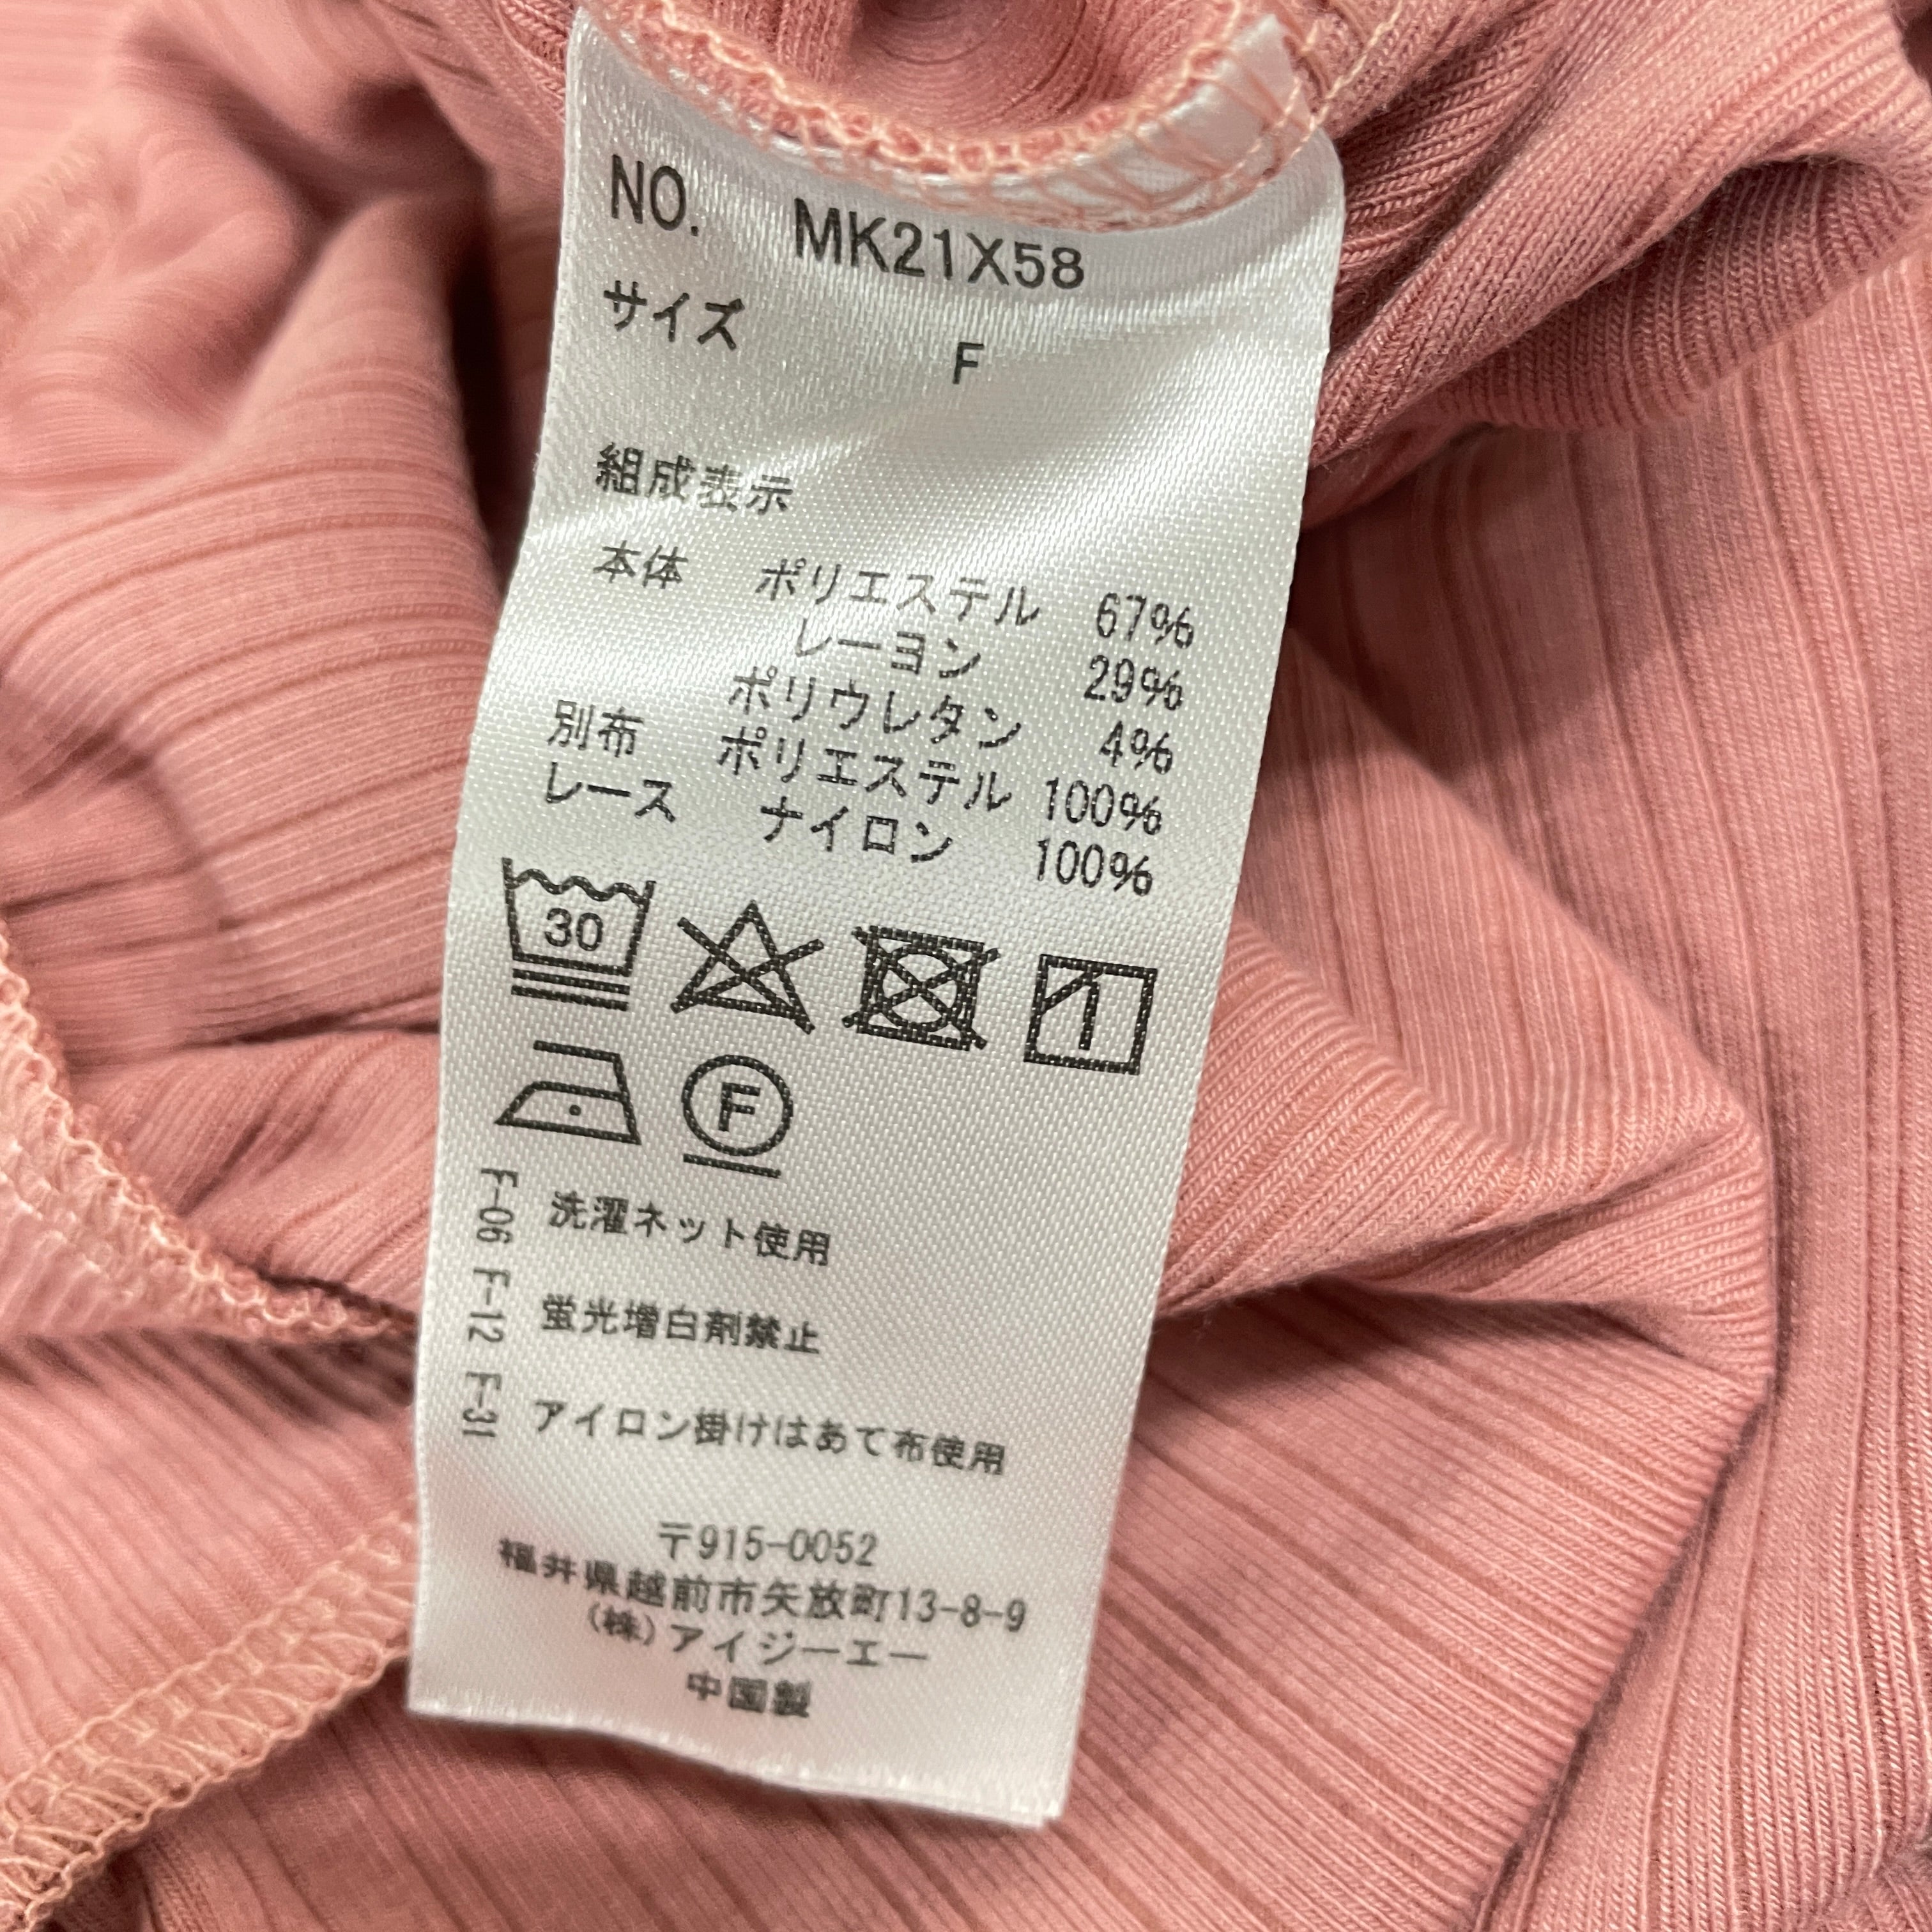 NO. MK21X58
サイズ F
組成表示
本体 ポリエステル 67%
レーヨン 29%
ポリウレタン 4%
別布 ポリエステル 100%
レース ナイロン 100%
30
F
F-06 F-12 F-31
洗濯ネット使用
蛍光増白剤禁止
アイロン掛けはあて布使用
〒915-0052
福井県越前市矢放町13-8-9
(株)アイジーエー
中国製